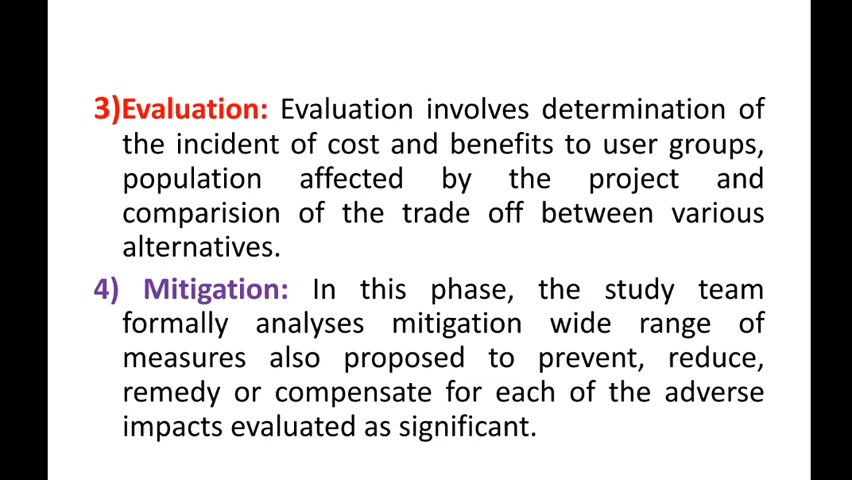 3)Evaluation: Evaluation involves determination of
the incident of cost and benefits to user groups,
population affected by the project and
comparision of the trade off between various
alternatives.
4) Mitigation: In this phase, the study team
formally analyses mitigation wide range of
measures also proposed to prevent, reduce,
remedy or compensate for each of the adverse
impacts evaluated as significant.